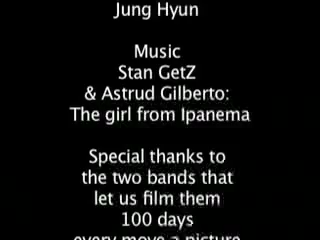 Jung Hyun
Music
Stan GetZ
& Astrud Gilberto:
The girl from Ipanema
Special thanks to
the two bands that
let us film them
100 days
every move a picture